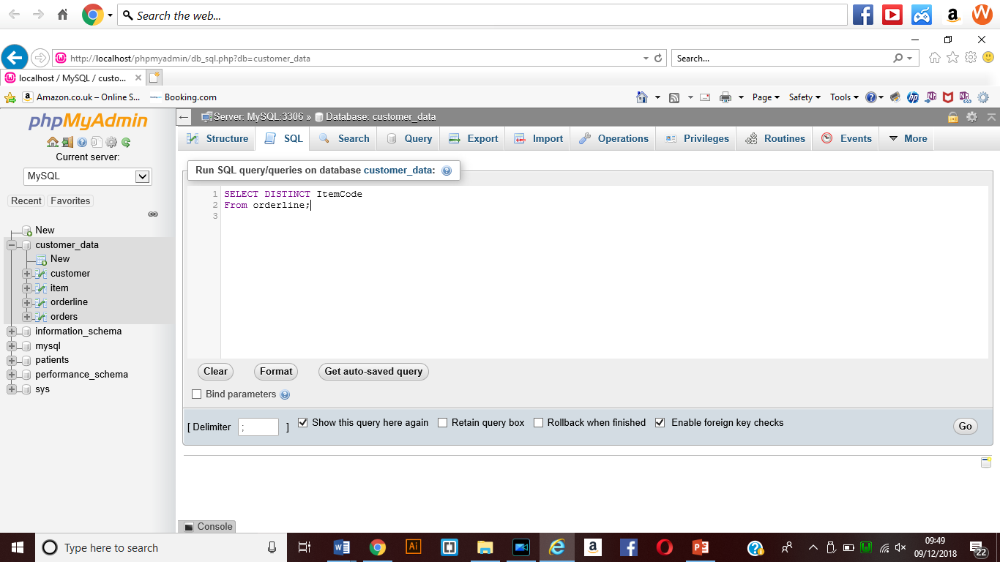 Search the web...
http://localhost/phpmyadmin/db_sql.php?db=customer_data
Search...
localhost / MySQL / custo...
Amazon.co.uk – Online S...
Booking.com
Page
Safety
Tools
phpMyAdmin
Current server:
MySQL
Recent
Favorites
New
customer_data
New
customer
item
orderline
orders
information_schema
mysql
patients
performance_schema
sys
Server: MySQL:3306 » Database: customer_data
Structure
SQL
Search
Query
Export
Import
Operations
Privileges
Routines
Events
More
Run SQL query/queries on database customer_data:
1 SELECT DISTINCT ItemCode
2 From orderline;
3
Clear
Format
Get auto-saved query
Bind parameters
[ Delimiter ; ]
Show this query here again
Retain query box
Rollback when finished
Enable foreign key checks
Go
Console
Type here to search
09:49
09/12/2018
22